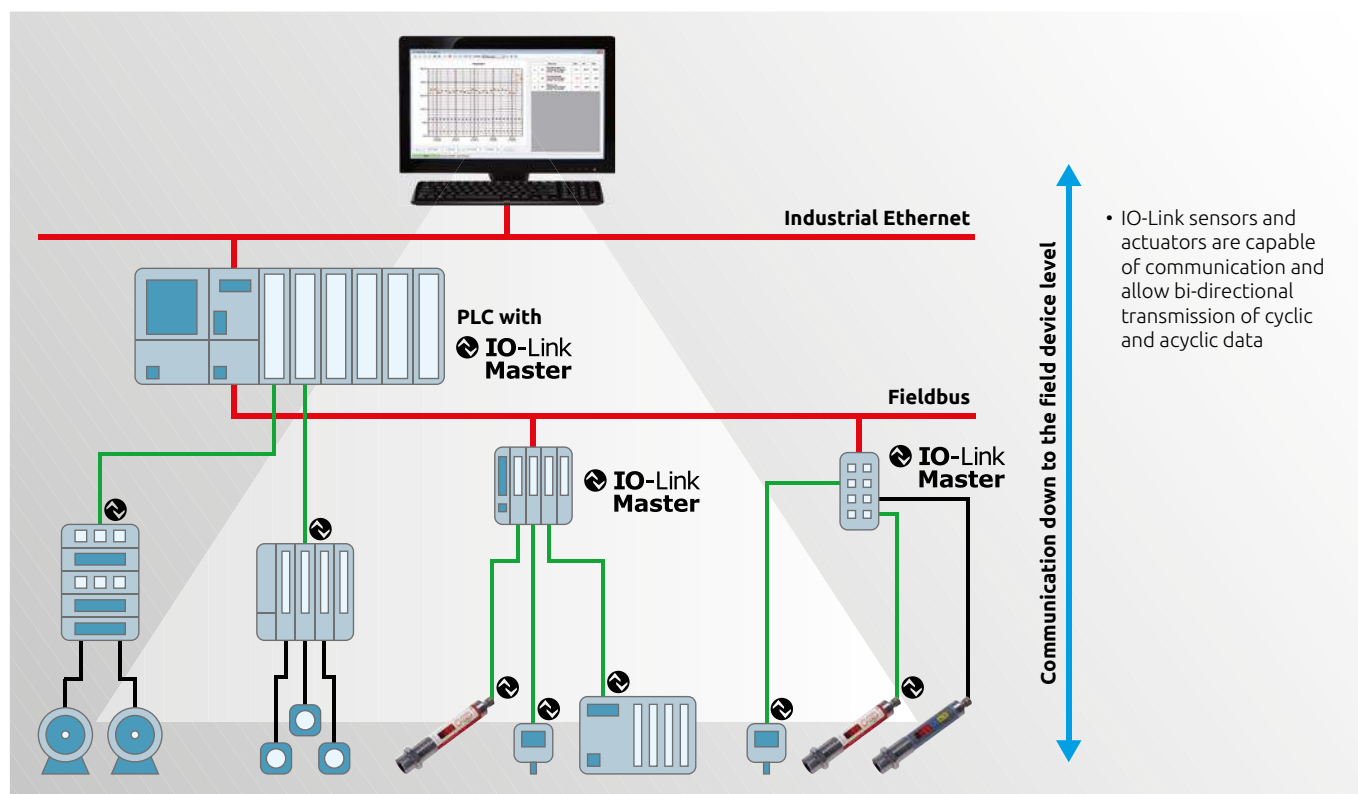 Industrial Ethernet
PLC with
IO-Link
Master
Fieldbus
IO-Link
Master
IO-Link
Master
Communication down to the field device level
• IO-Link sensors and
actuators are capable
of communication and
allow bi-directional
transmission of cyclic
and acyclic data